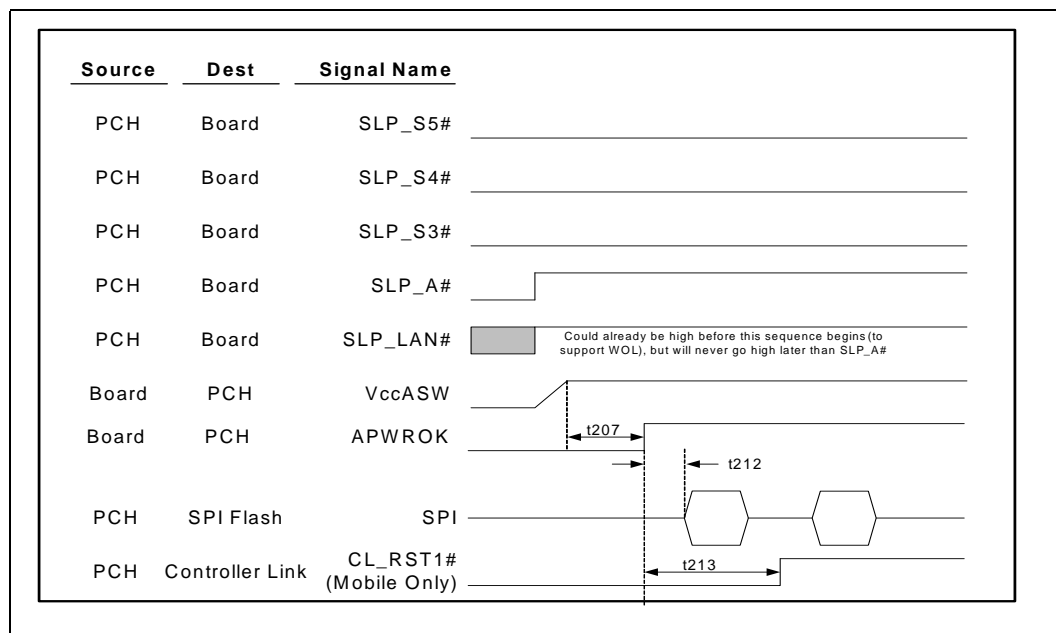 Source Dest Signal Name
PCH Board SLP_S5#
PCH Board SLP_S4#
PCH Board SLP_S3#
PCH Board SLP_A#
PCH Board SLP_LAN#
Could already be high before this sequence begins (to
support WOL), but will never go high later than SLP_A#
Board PCH VccASW
Board PCH APWROK
t207
t212
PCH SPI Flash SPI
PCH Controller Link CL_RST1#
(Mobile Only)
t213